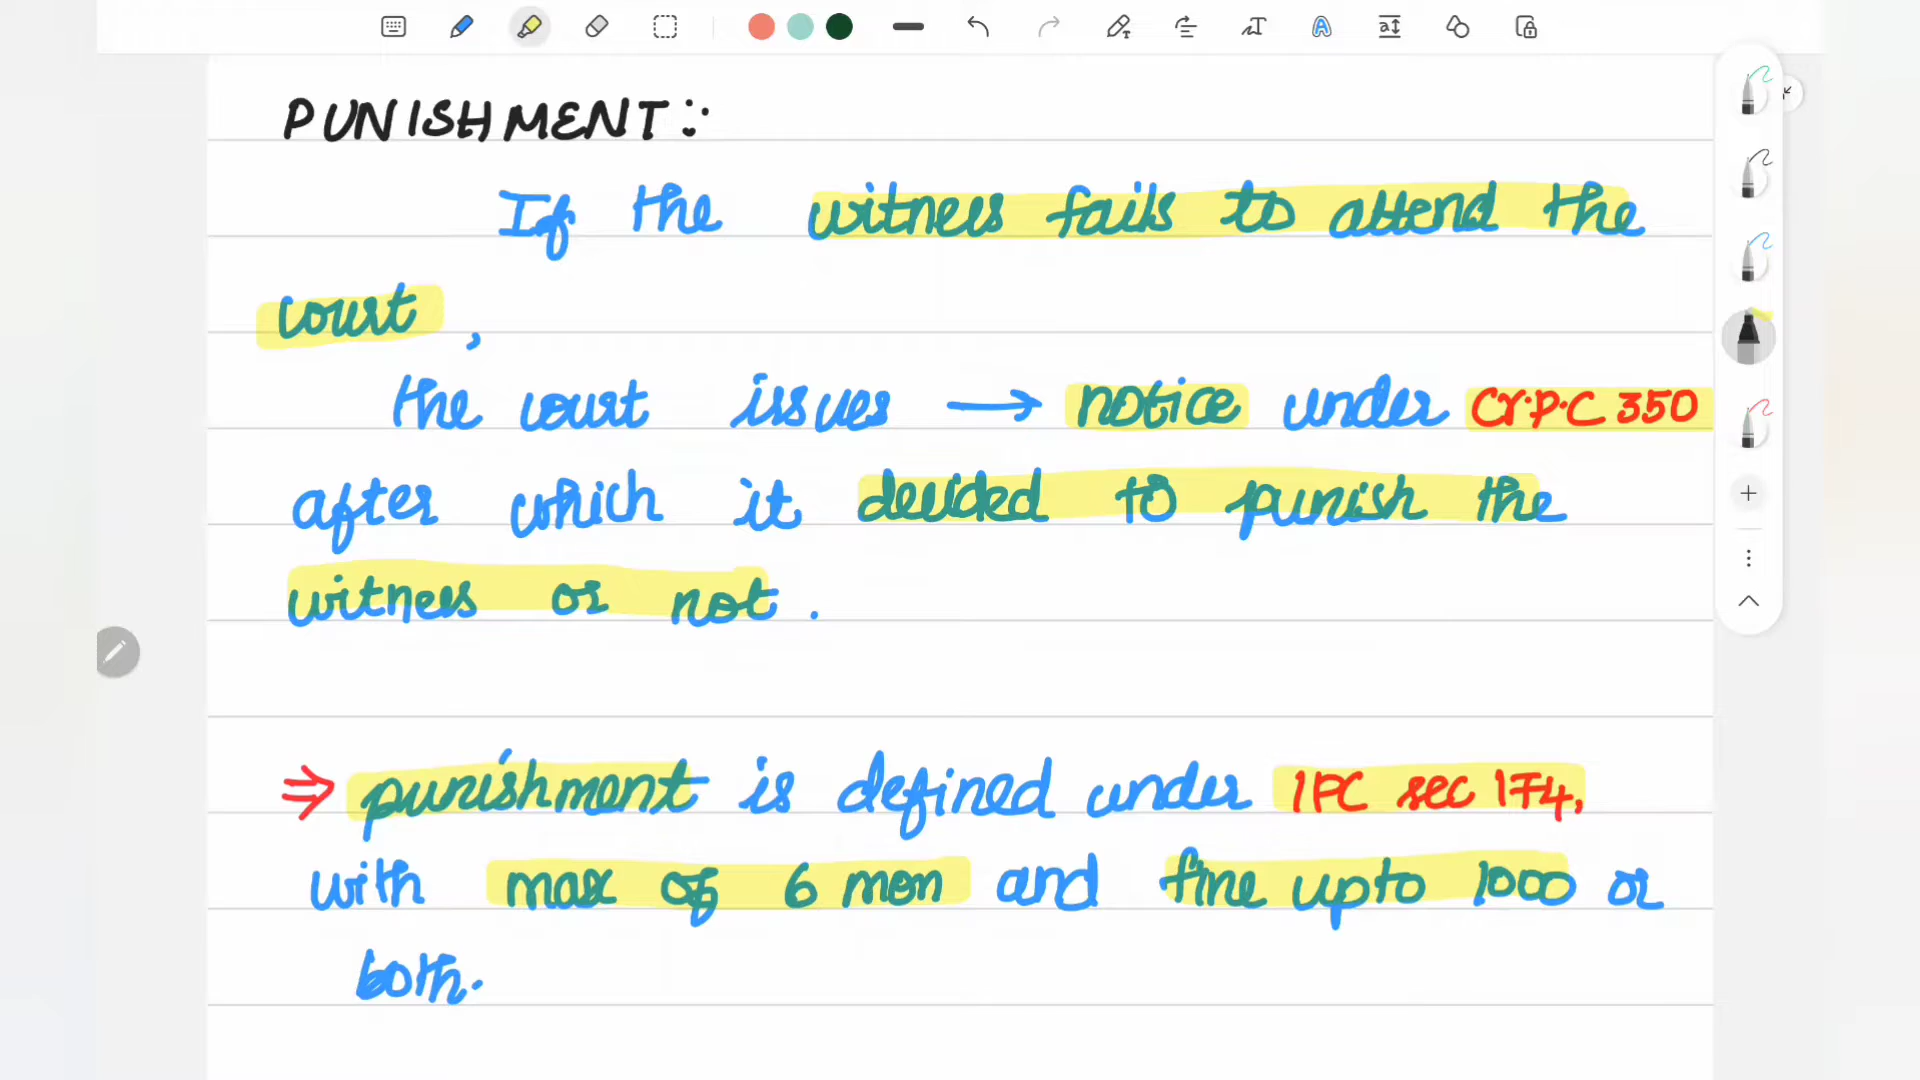 PUNISHMENT:-
If the witness fails to attend the
court,
the court issues → notice under Cr.P.C 350
after which it decided to punish the
witness or not.
⇒ punishment is defined under IPC sec 174,
with max of 6 mon and fine upto 1000 or
both.